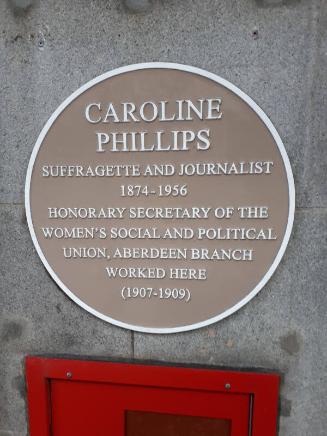 CAROLINE
PHILLIPS
SUFFRAGETTE AND JOURNALIST
1874-1956
HONORARY SECRETARY OF THE
WOMEN'S SOCIAL AND POLITICAL
UNION, ABERDEEN BRANCH
WORKED HERE
(1907-1909)